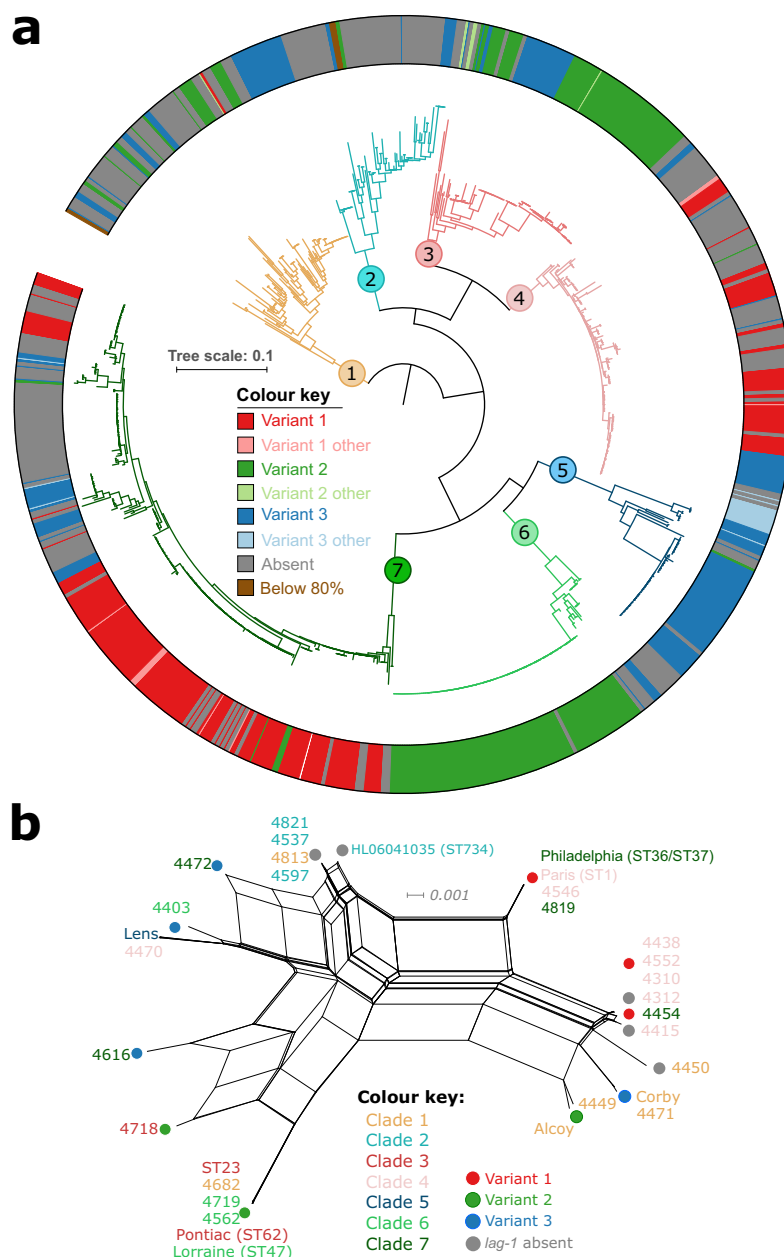 a
2
3
4
1
Tree scale: 0.1
Colour key
Variant 1
Variant 1 other
Variant 2
Variant 2 other
Variant 3
Variant 3 other
Absent
Below 80%
5
6
7
b
4821
4537
4813
4597
HL06041035 (ST734)
4472
0.001
Philadelphia (ST36/ST37)
Paris (ST1)
4546
4819
4403
Lens
4470
4438
4552
4310
4312
4454
4415
4616
4450
4449
Corby
4471
Alcoy
4718
ST23
4682
4719
4562
Pontiac (ST62)
Lorraine (ST47)
Colour key:
Clade 1
Clade 2
Clade 3
Clade 4
Clade 5
Clade 6
Clade 7
Variant 1
Variant 2
Variant 3
lag-1 absent